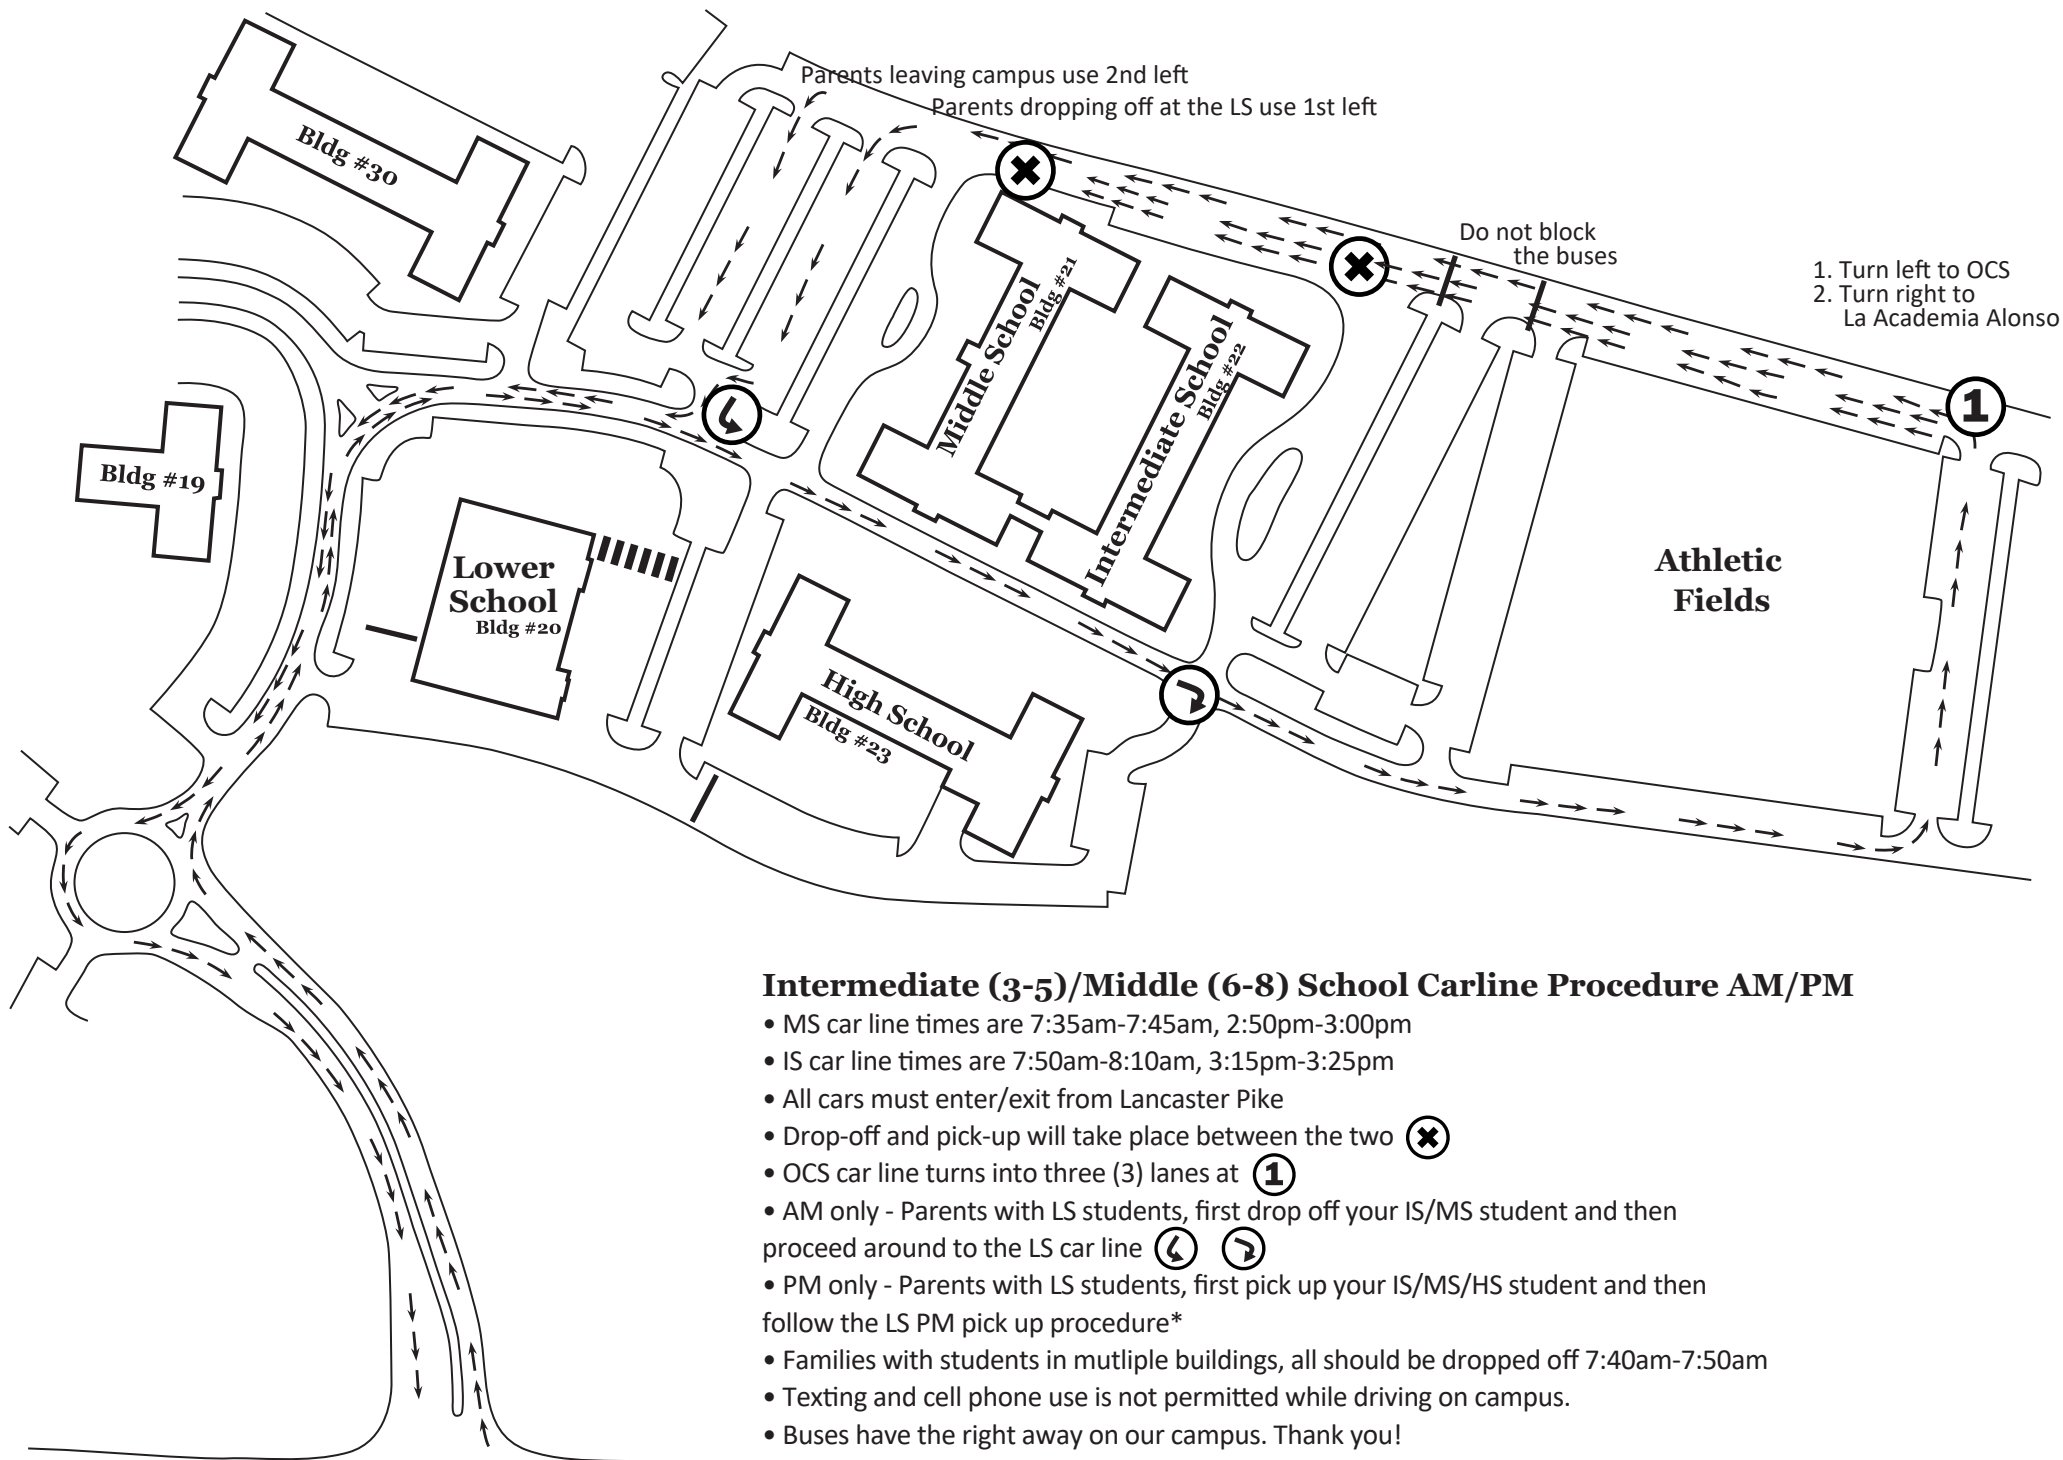 Parents leaving campus use 2nd left
Parents dropping off at the LS use 1st left
Bldg #30
Do not block
the buses
1. Turn left to OCS
2. Turn right to
La Academia Alonso
1
Middle School
Bldg #21
Intermediate School
Bldg #22
Bldg #19
Lower
School
Bldg #20
Athletic
Fields
High School
Bldg #23
Intermediate (3-5)/Middle (6-8) School Carline Procedure AM/PM
• MS car line times are 7:35am-7:45am, 2:50pm-3:00pm
• IS car line times are 7:50am-8:10am, 3:15pm-3:25pm
• All cars must enter/exit from Lancaster Pike
• Drop-off and pick-up will take place between the two
• OCS car line turns into three (3) lanes at 1
• AM only - Parents with LS students, first drop off your IS/MS student and then
proceed around to the LS car line
• PM only - Parents with LS students, first pick up your IS/MS/HS student and then
follow the LS PM pick up procedure*
• Families with students in mutliple buildings, all should be dropped off 7:40am-7:50am
• Texting and cell phone use is not permitted while driving on campus.
• Buses have the right away on our campus. Thank you!